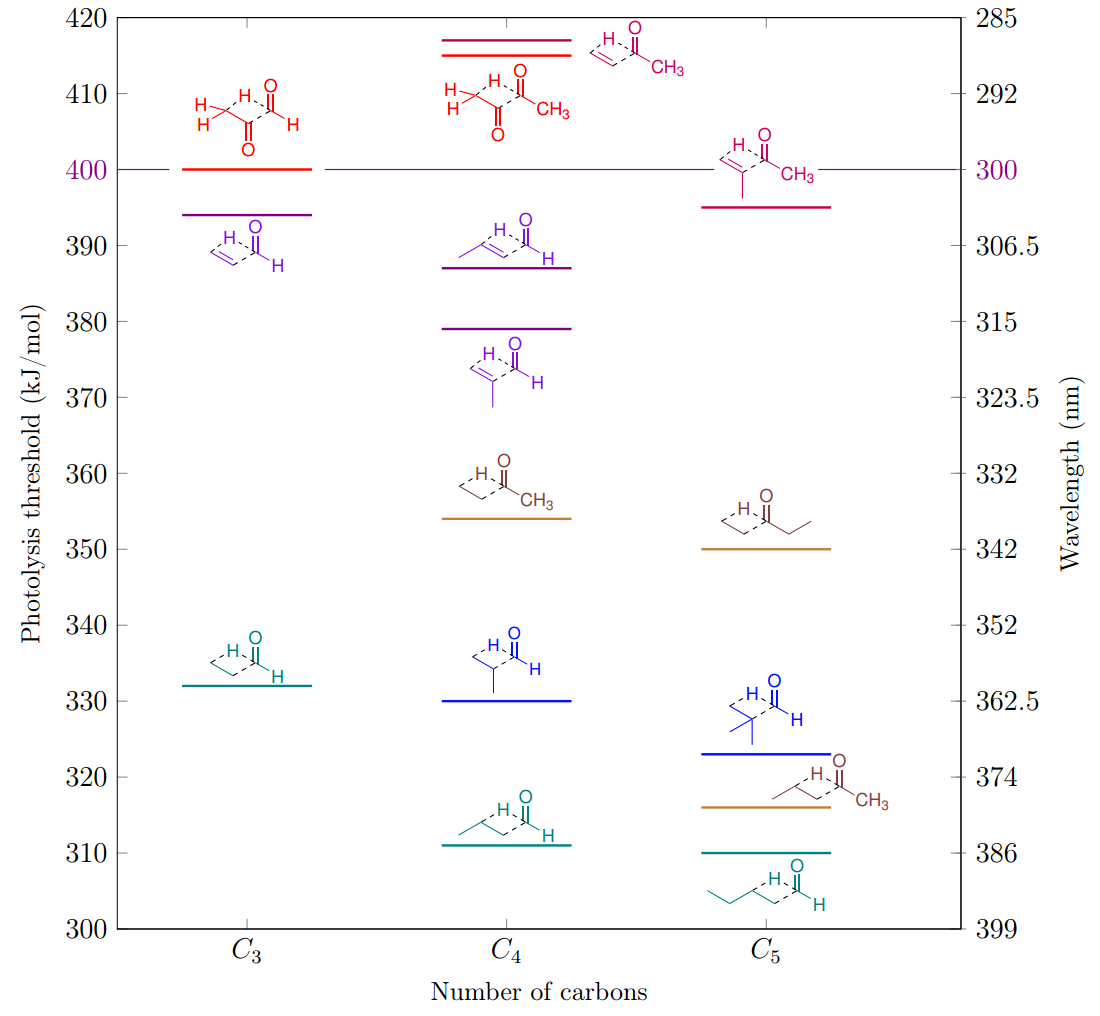 420
410
400
390
380
370
360
350
340
330
320
310
300
Photolysis threshold (kJ/mol)
285
292
300
306.5
315
323.5
332
342
352
362.5
374
386
399
Wavelength (nm)
C₃
C₄
C₅
Number of carbons
H O
H
H H
O
H O
H
H O
CH₃
H O
H
H CH₃
O
H O
CH₃
H O
H
H O
H
H O
CH₃
H O
H O
H
H O
H
H O
H
H O
CH₃
H O
H
H O
H